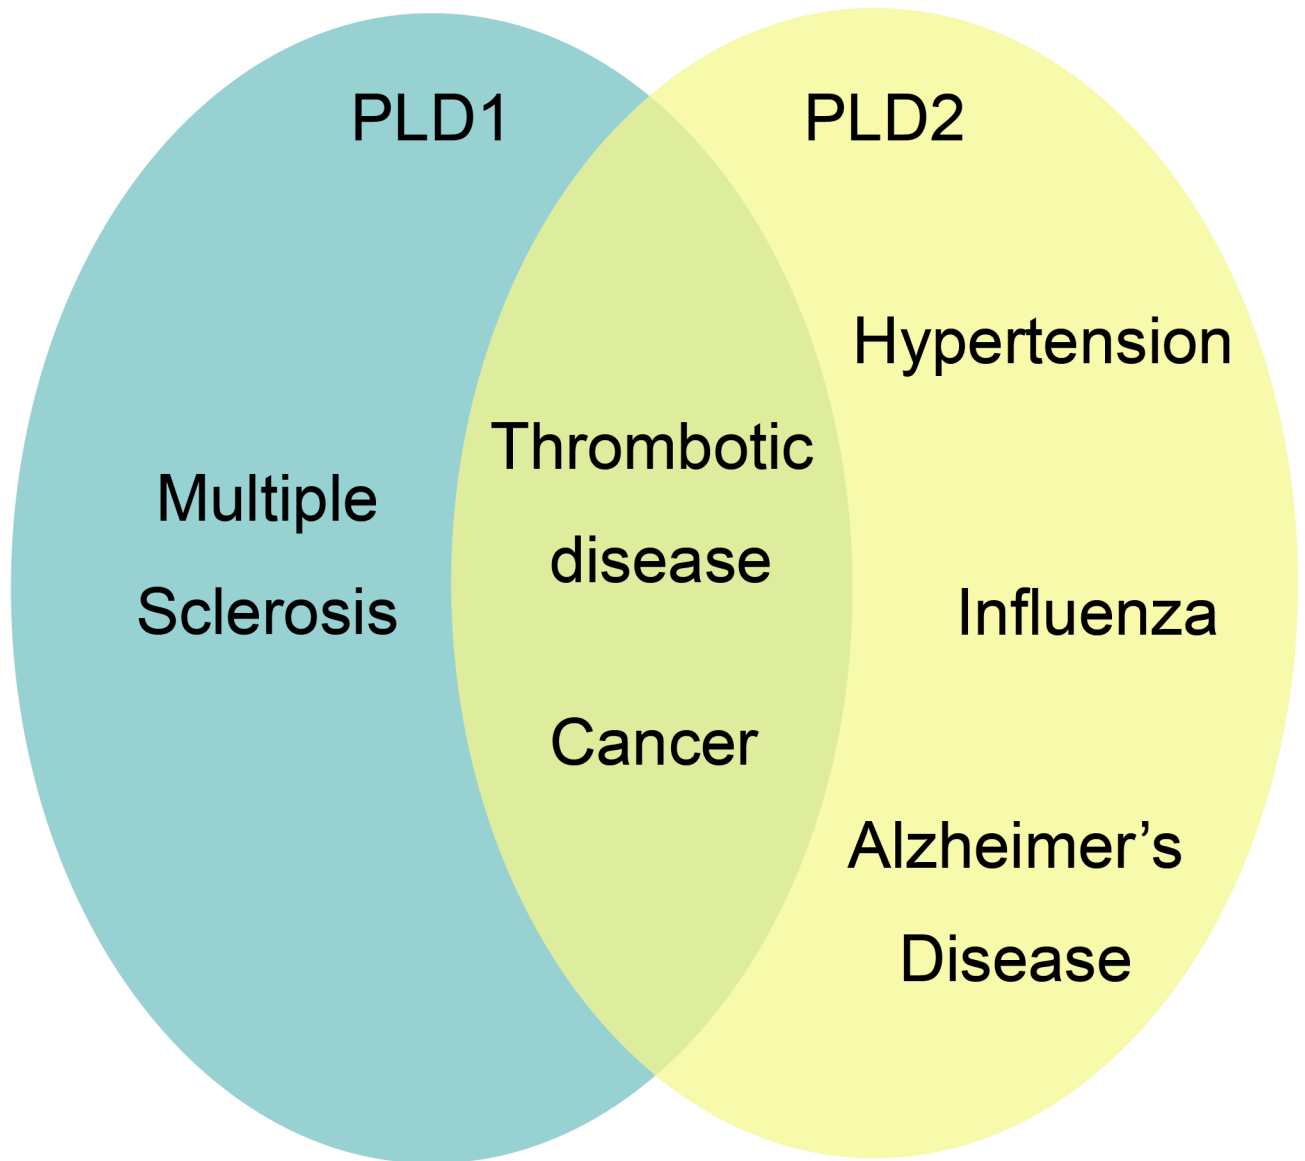 PLD1
PLD2
Multiple
Sclerosis
Thrombotic
disease
Cancer
Hypertension
Influenza
Alzheimer’s
Disease